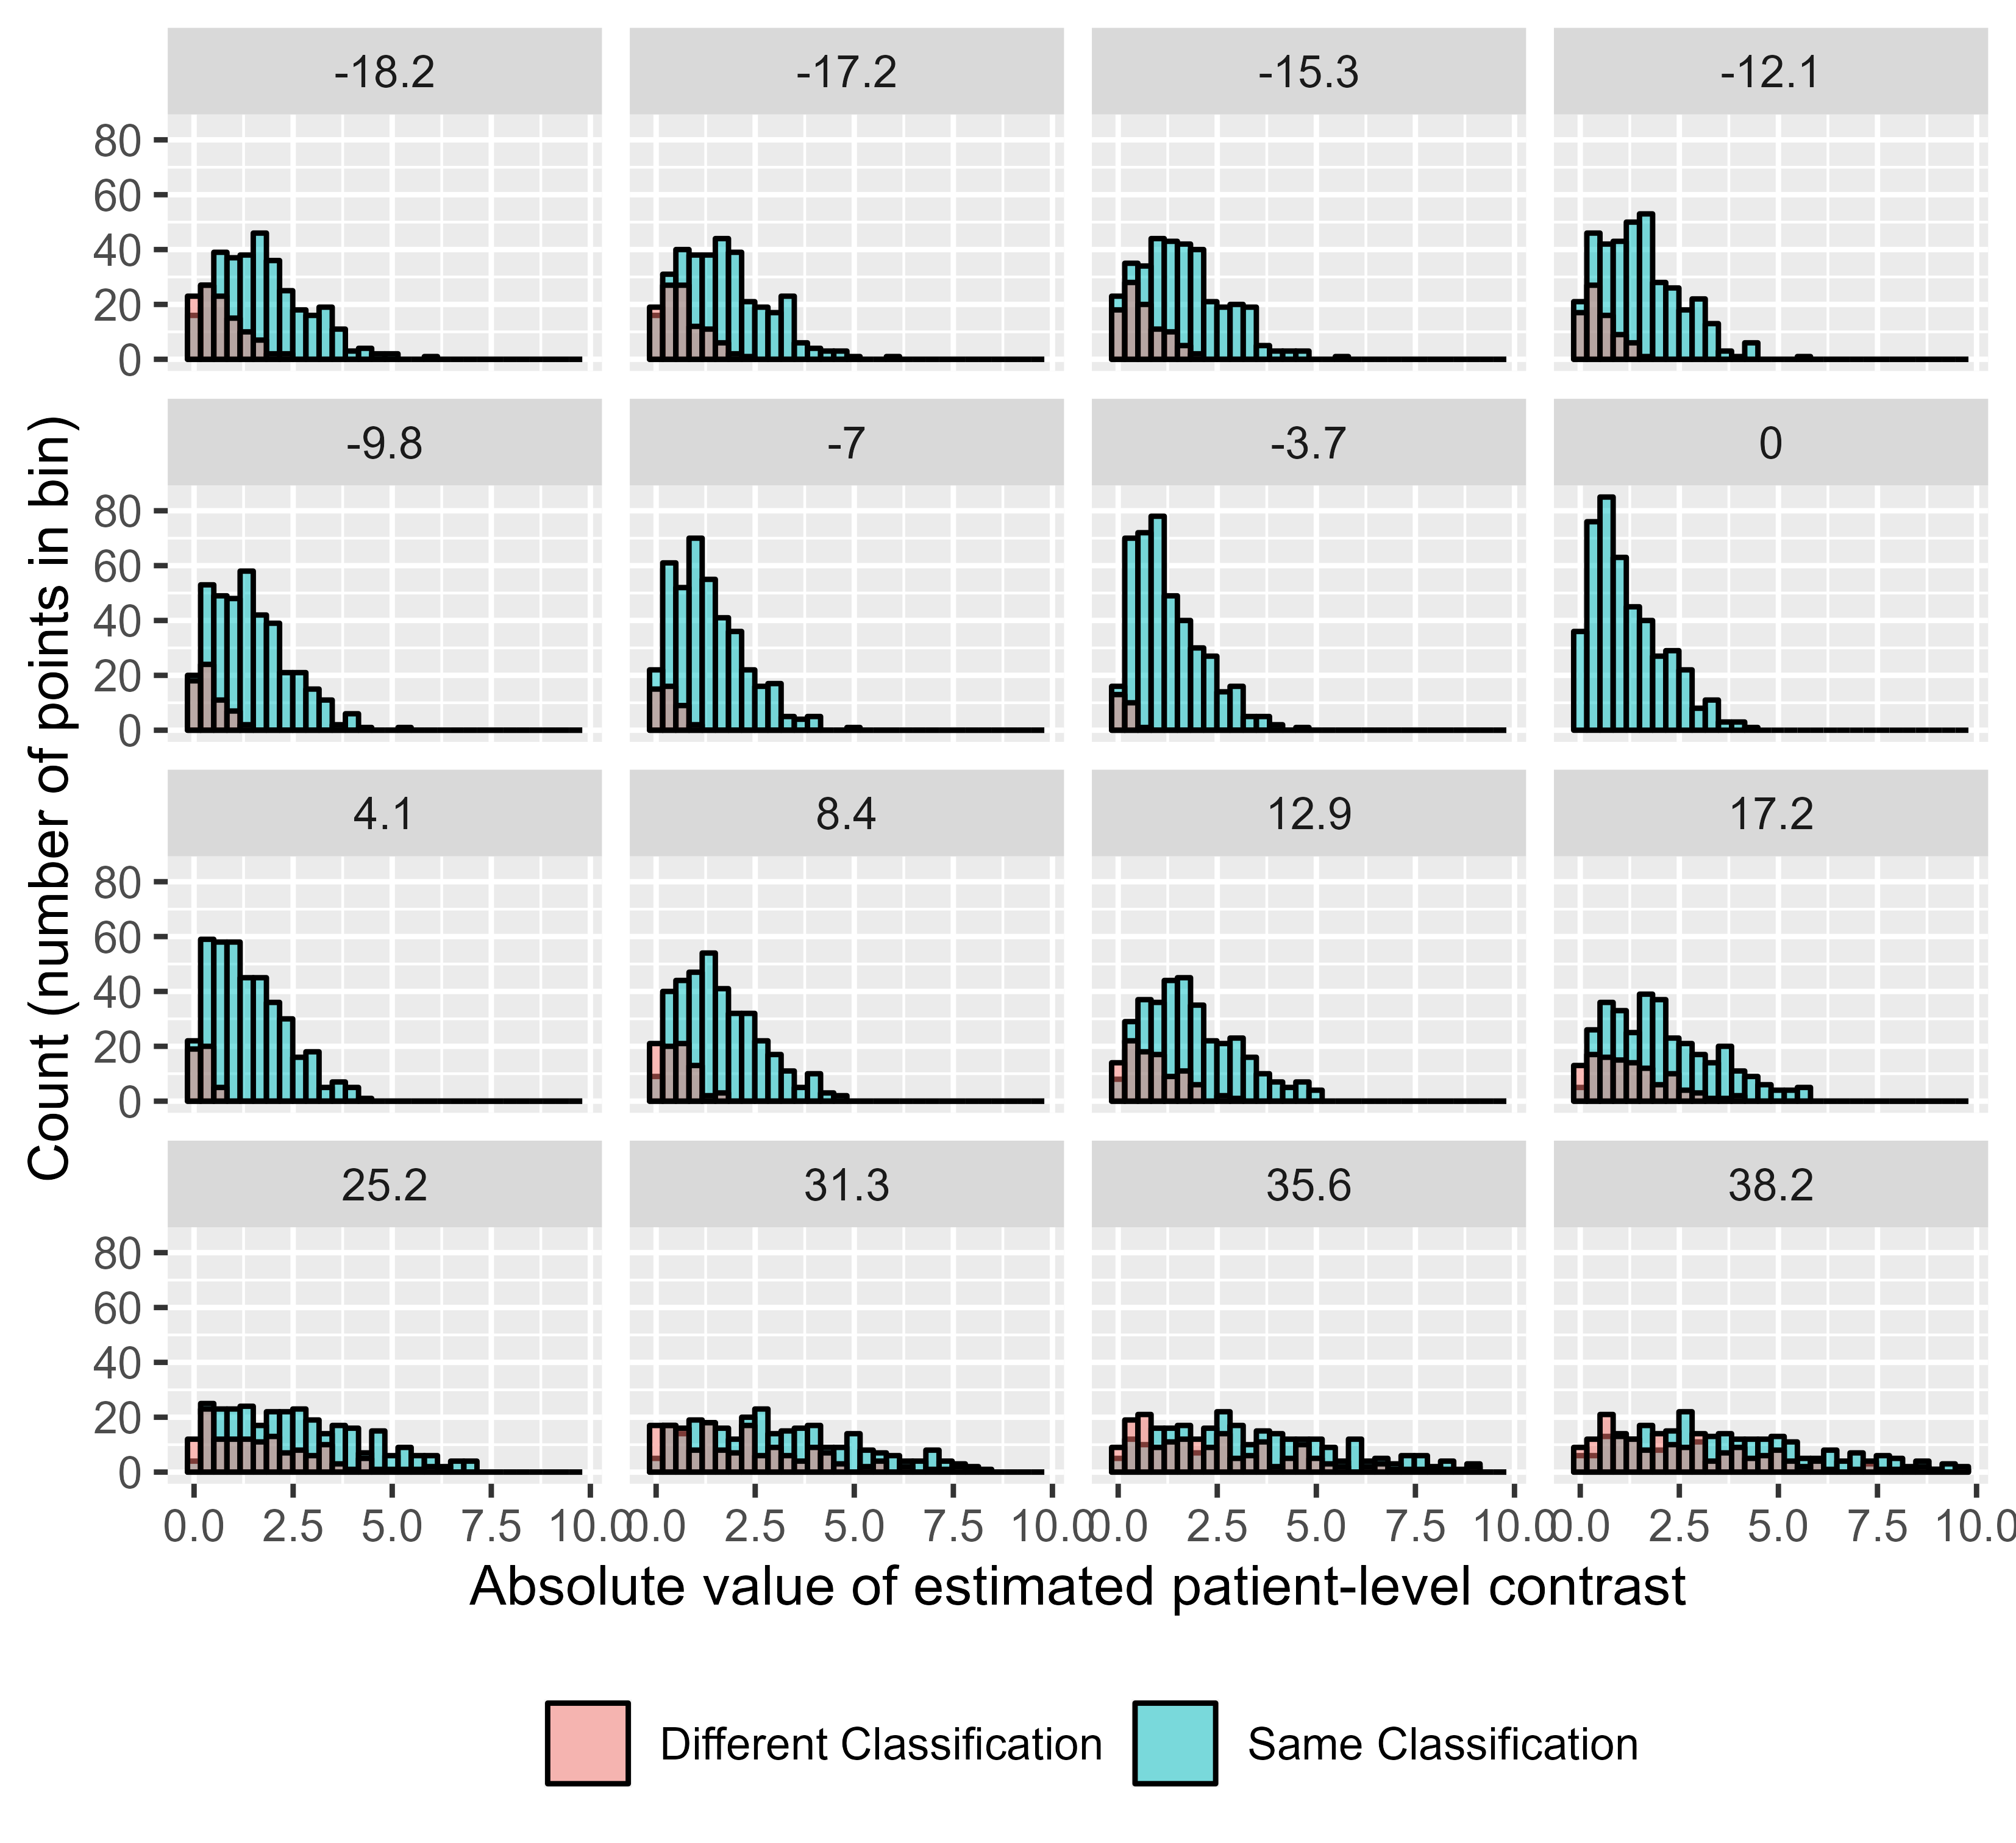 Count (number of points in bin)
-18.2 -17.2 -15.3 -12.1
80
60
40
20
0
-9.8 -7 -3.7 0
80
60
40
20
0
4.1 8.4 12.9 17.2
80
60
40
20
0
25.2 31.3 35.6 38.2
80
60
40
20
0
0.0 2.5 5.0 7.5 10.0 0.0 2.5 5.0 7.5 10.0 0.0 2.5 5.0 7.5 10.0 0.0 2.5 5.0 7.5 10.0
Absolute value of estimated patient-level contrast
Different Classification Same Classification